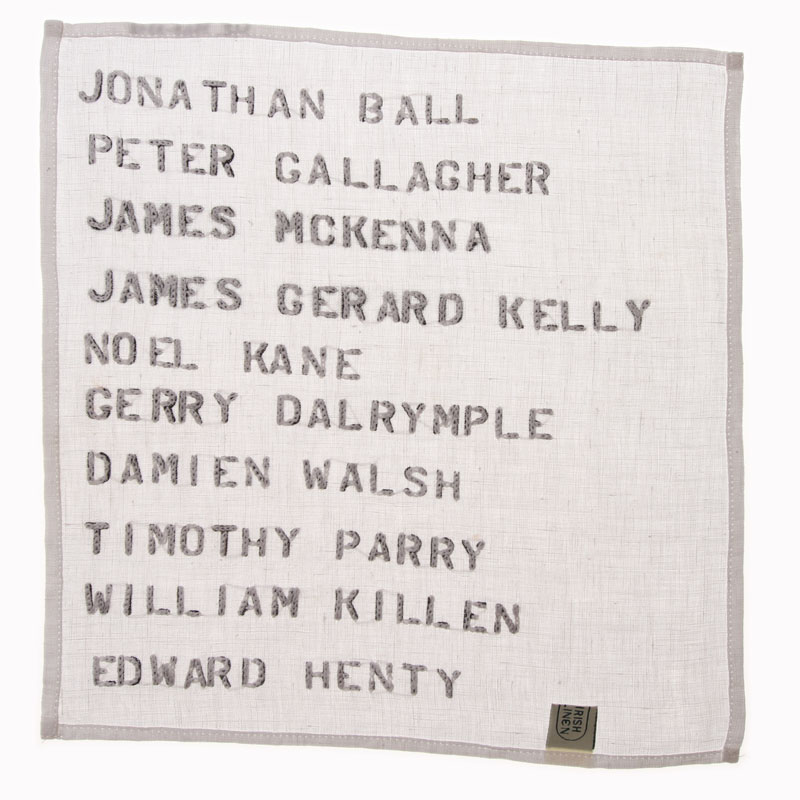 JONATHAN BALL
PETER GALLAGHER
JAMES MCKENNA
JAMES GERARD KELLY
NOEL KANE
GERRY DALRYMPLE
DAMIEN WALSH
TIMOTHY PARRY
WILLIAM KILLEN
EDWARD HENTY
IRISH
LINEN